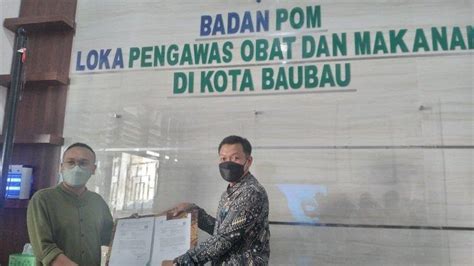 BADAN POM
LOKA PENGAWAS OBAT DAN MAKANAN
DI KOTA BAUBAU